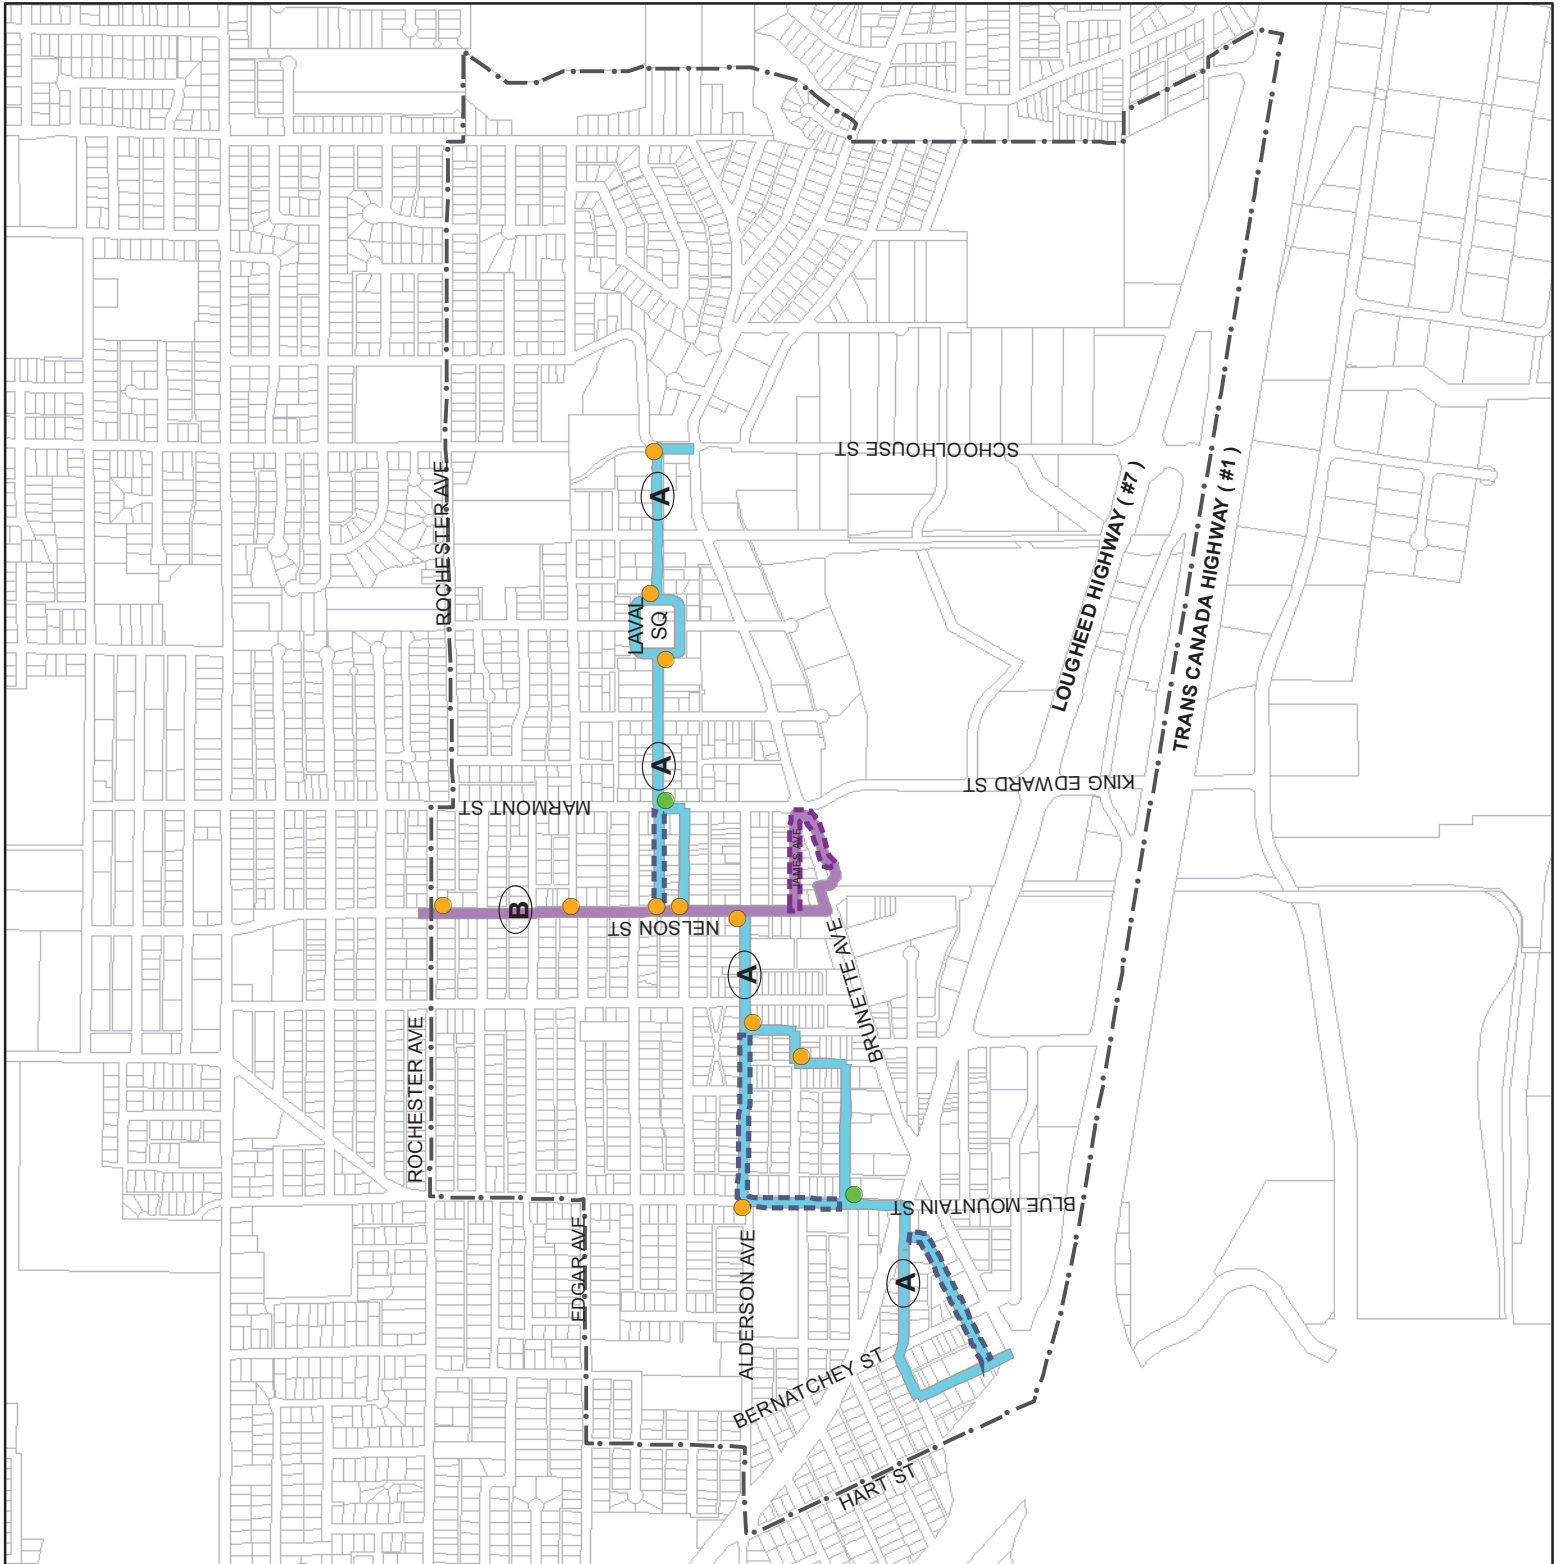 ROCHESTER AVE
SCHOOLHOUSE ST
A
LAVAL
SQ
LOUGHEED HIGHWAY ( #7 )
TRANS CANADA HIGHWAY ( #1 )
A
MARMONT ST
KING EDWARD ST
JAMES AVE
B
NELSON ST
A
BRUNETTE AVE
ROCHESTER AVE
BLUE MOUNTAIN ST
EDGAR AVE
ALDERSON AVE
A
BERNATCHEY ST
HART ST